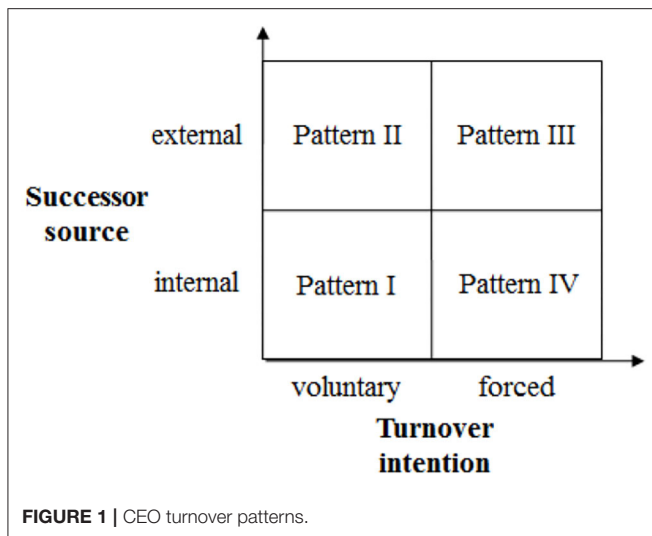 external
Pattern II
Pattern III
Successor
source
internal
Pattern I
Pattern IV
voluntary
forced
Turnover
intention
FIGURE 1 | CEO turnover patterns.